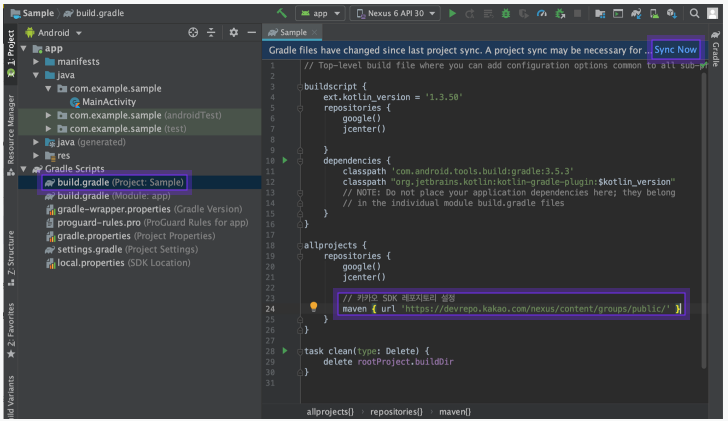 Sample
build.gradle
app
Nexus 6 API 30
Android
Sample
Gradle files have changed since last project sync. A project sync may be necessary for ...
Sync Now
1: Project
Resource Manager
Z: Structure
2: Favorites
Gradle
app
manifests
java
com.example.sample
MainActivity
com.example.sample (androidTest)
com.example.sample (test)
java (generated)
res
Gradle Scripts
build.gradle (Project: Sample)
build.gradle (Module: app)
gradle-wrapper.properties (Gradle Version)
proguard-rules.pro (ProGuard Rules for app)
gradle.properties (Project Properties)
settings.gradle (Project Settings)
local.properties (SDK Location)
1 // Top-level build file where you can add configuration options common to all
2
3 buildscript {
4 ext.kotlin_version = '1.3.50'
5 repositories {
6 google()
7 jcenter()
8
9 }
10 dependencies {
11 classpath 'com.android.tools.build:gradle:3.5.3'
12 classpath "org.jetbrains.kotlin:kotlin-gradle-plugin:$kotlin_version"
13 // NOTE: Do not place your application dependencies here; they belong
14 // in the individual module build.gradle files
15 }
16 }
17
18 allprojects {
19 repositories {
20 google()
21 jcenter()
22
23 // 카카오 SDK 레포지토리 설정
24 maven { url 'https://devrepo.kakao.com/nexus/content/groups/public/' }
25 }
26 }
27
28 task clean(type: Delete) {
29 delete rootProject.buildDir
30 }
31
allprojects{} › repositories{} › maven{}